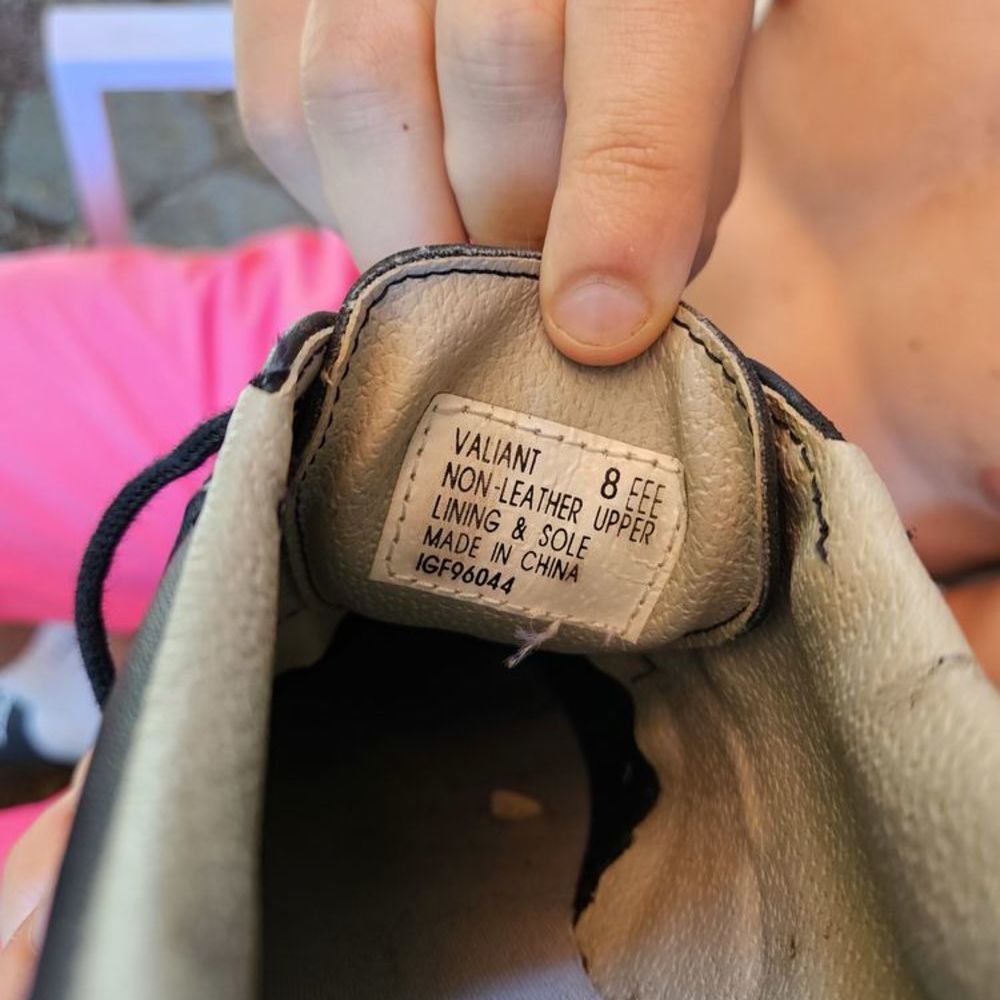 VALIANT 8 EEE
NON-LEATHER UPPER
LINING & SOLE
MADE IN CHINA
IGF96044